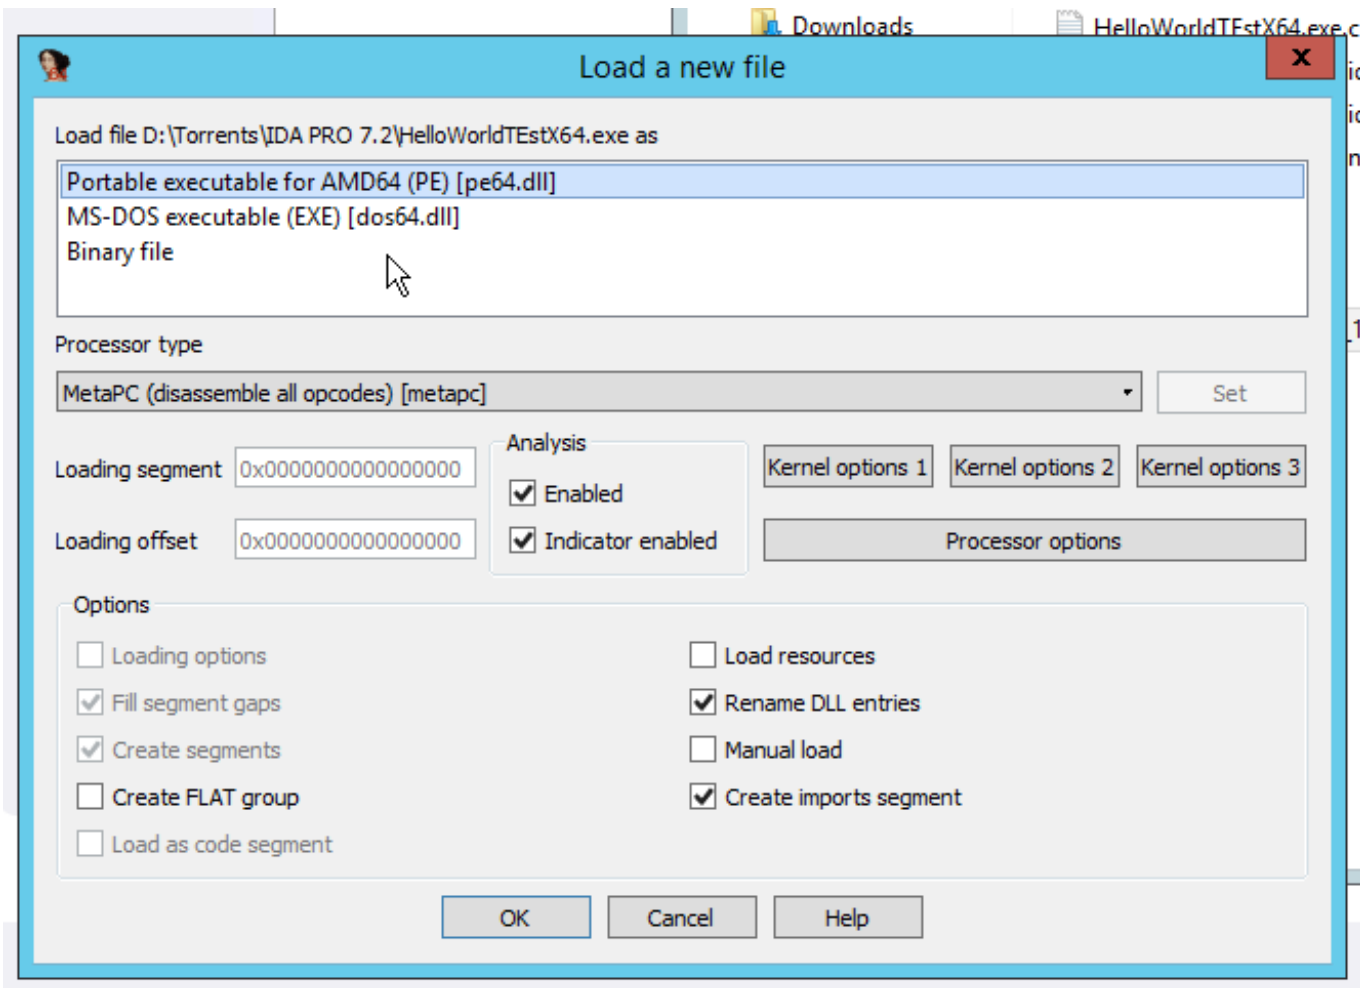 Downloads
HelloWorldTEstX64.exe.c
Load a new file
x
Load file D:\Torrents\IDA PRO 7.2\HelloWorldTEstX64.exe as
Portable executable for AMD64 (PE) [pe64.dll]
MS-DOS executable (EXE) [dos64.dll]
Binary file
Processor type
MetaPC (disassemble all opcodes) [metapc]
Set
Loading segment 0x0000000000000000
Loading offset 0x0000000000000000
Analysis
Enabled
Indicator enabled
Kernel options 1 Kernel options 2 Kernel options 3
Processor options
Options
Loading options
Fill segment gaps
Create segments
Create FLAT group
Load as code segment
Load resources
Rename DLL entries
Manual load
Create imports segment
OK Cancel Help